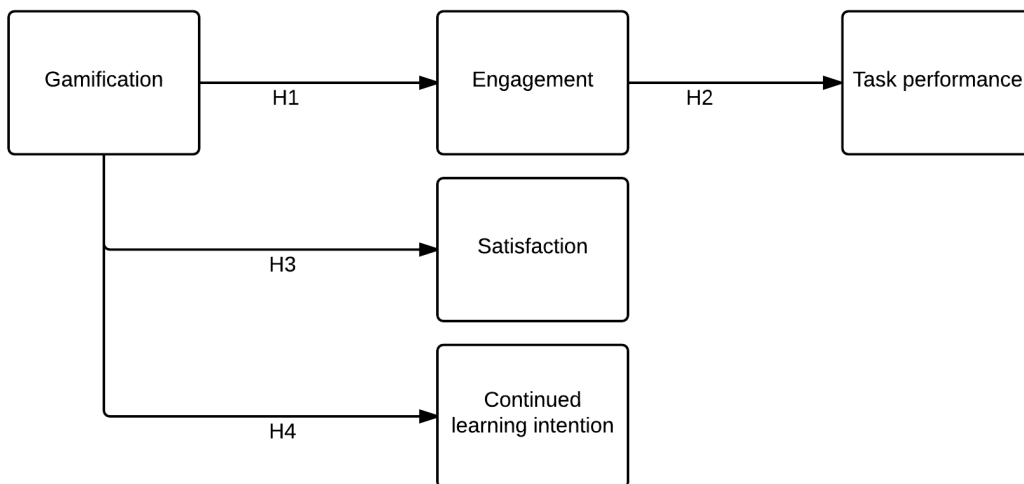 Gamification
H1
Engagement
H2
Task performance
Satisfaction
H3
Continued
learning intention
H4